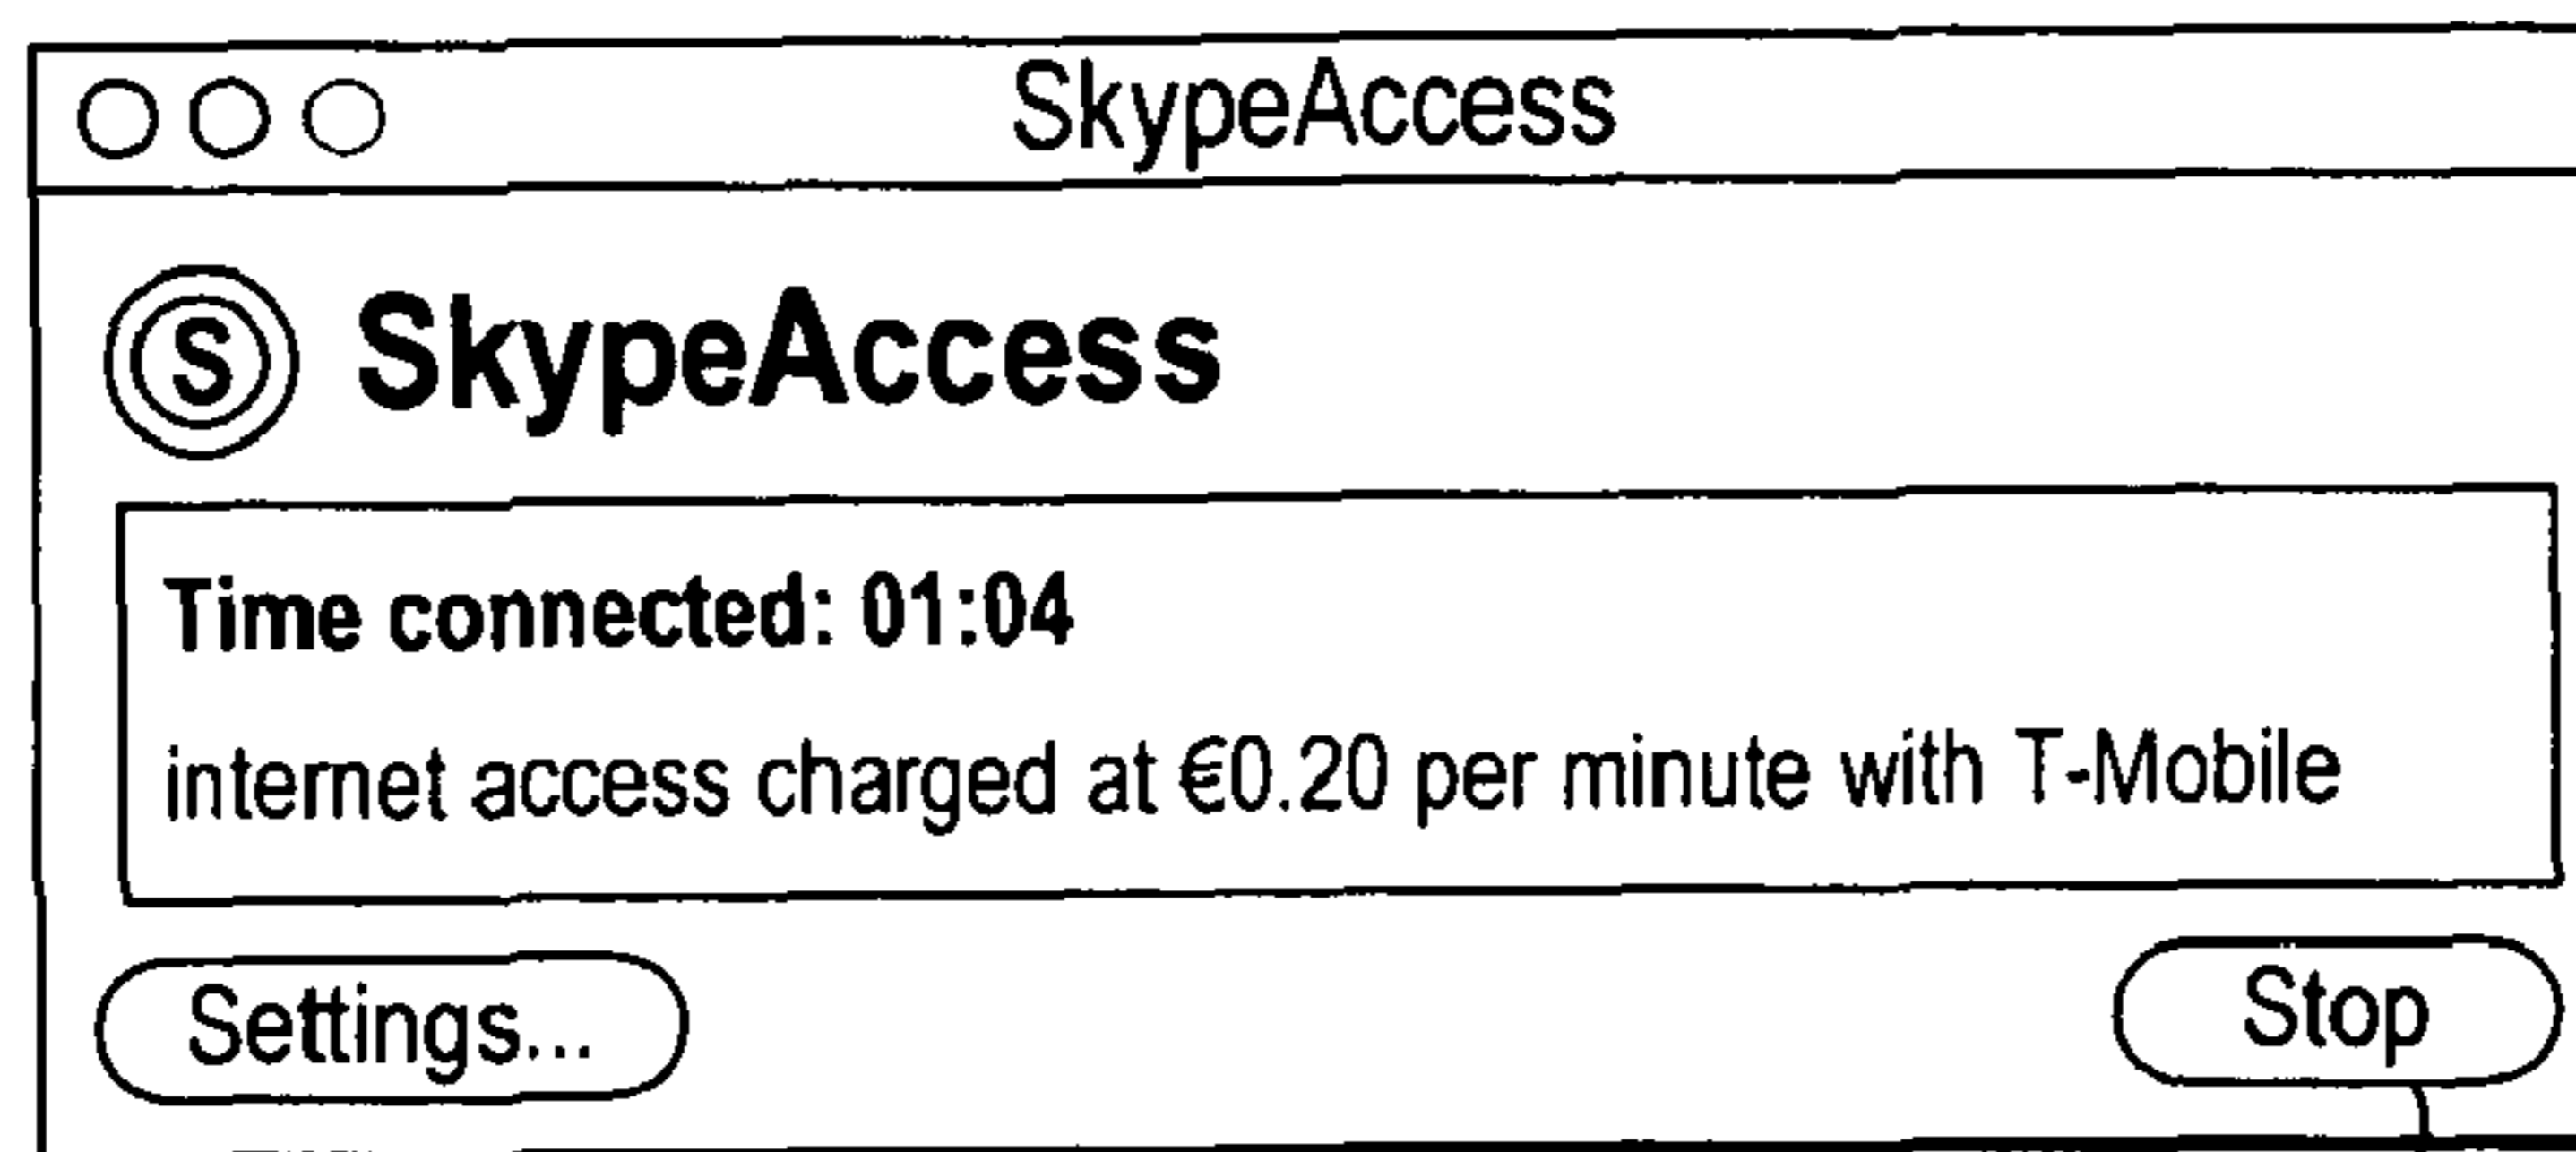 SkypeAccess
S SkypeAccess
Time connected: 01:04
internet access charged at €0.20 per minute with T-Mobile
Settings... Stop